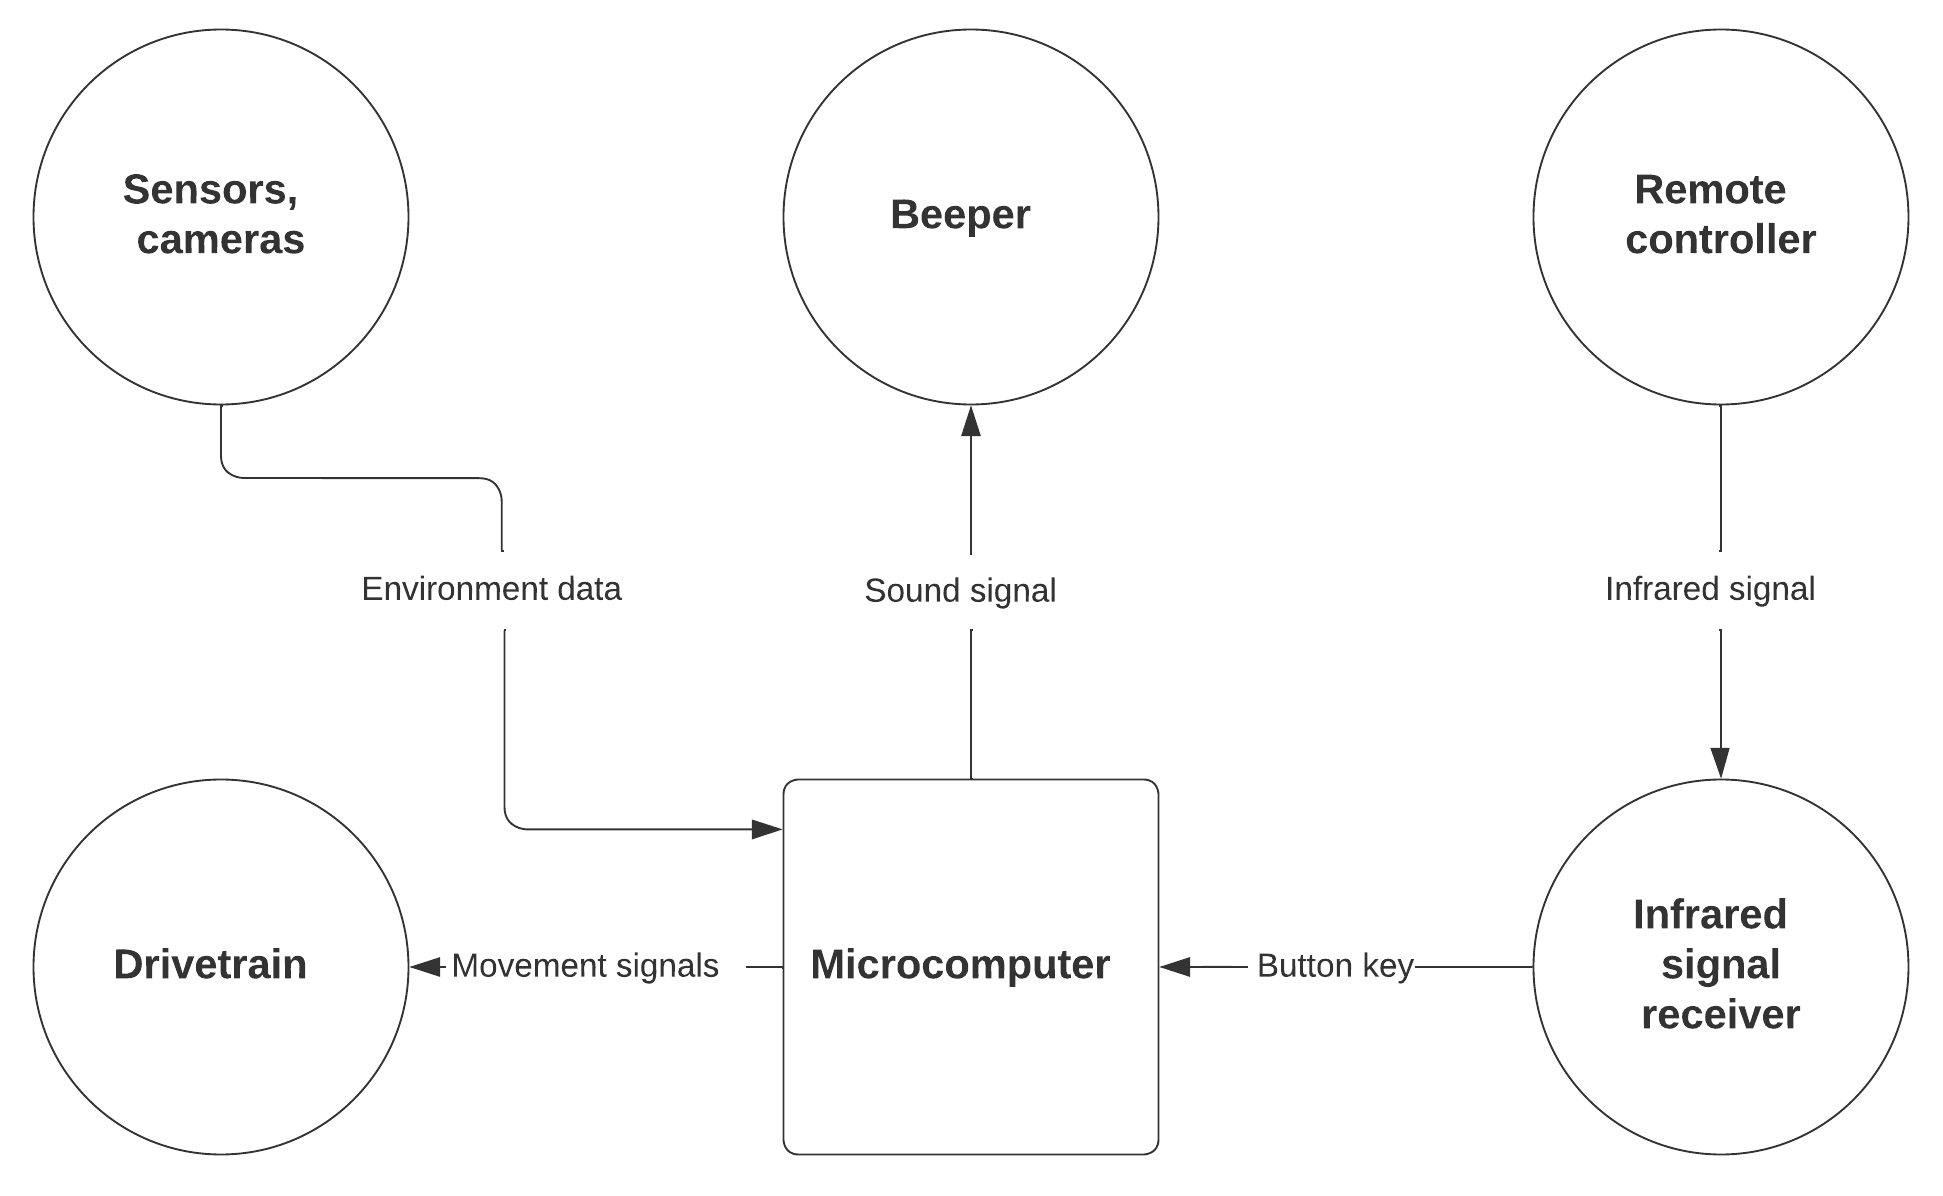 Sensors,
cameras
Beeper
Remote
controller
Environment data
Sound signal
Infrared signal
Drivetrain
Movement signals
Microcomputer
Button key
Infrared
signal
receiver